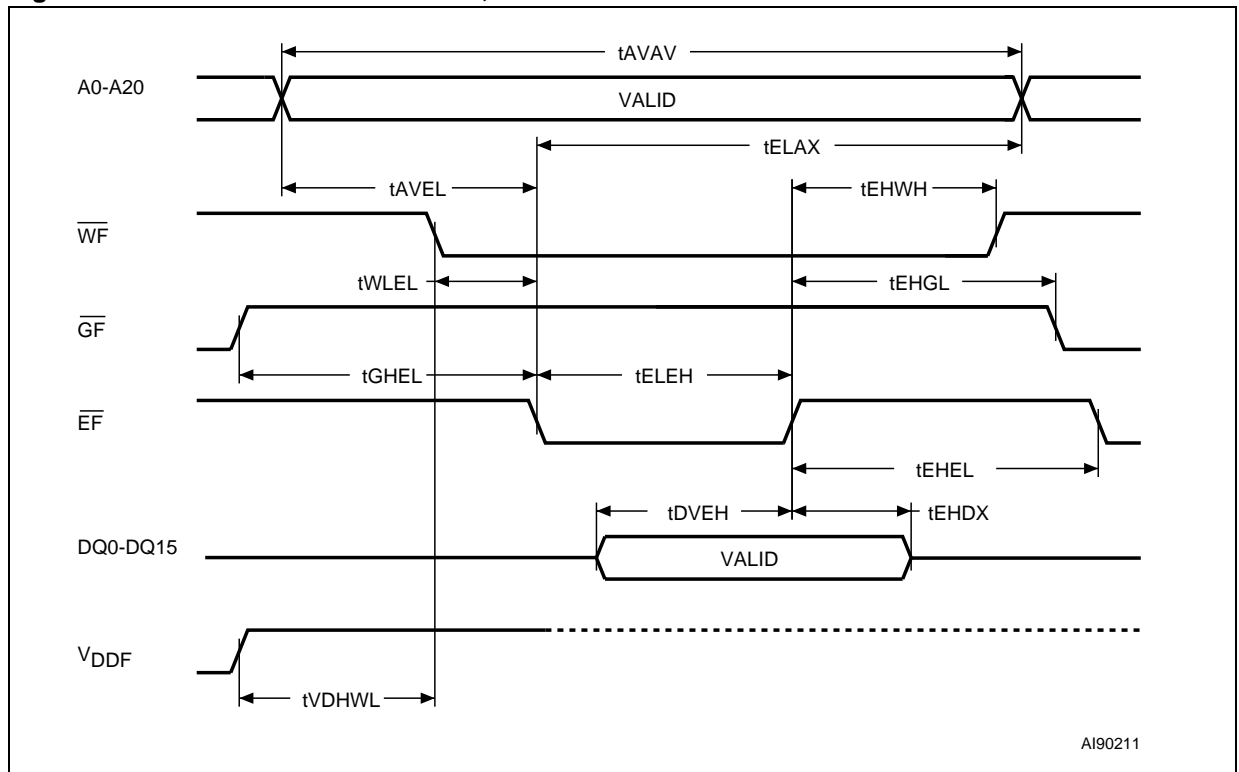 tAVAV
A0-A20
VALID
tELAX
tAVEL
tEHWH
WF
tWLEL
tEHGL
GF
tGHEL
tELEH
EF
tEHEL
tDVEH
tEHDX
DQ0-DQ15
VALID
VDDF
tVDHWL
AI90211